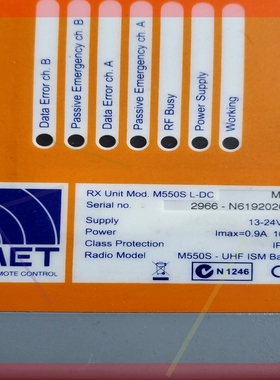 Data Error ch. B
Passive Emergency ch. B
Data Error ch. A
Passive Emergency ch. A
RF Busy
Power Supply
Working
RX Unit Mod. M550S L-DC
Serial no. 2966 - N619202
Supply 13-24V
Power Imax=0.9A
Class Protection
Radio Model M550S - UHF ISM
REMOTE CONTROL
N 1246